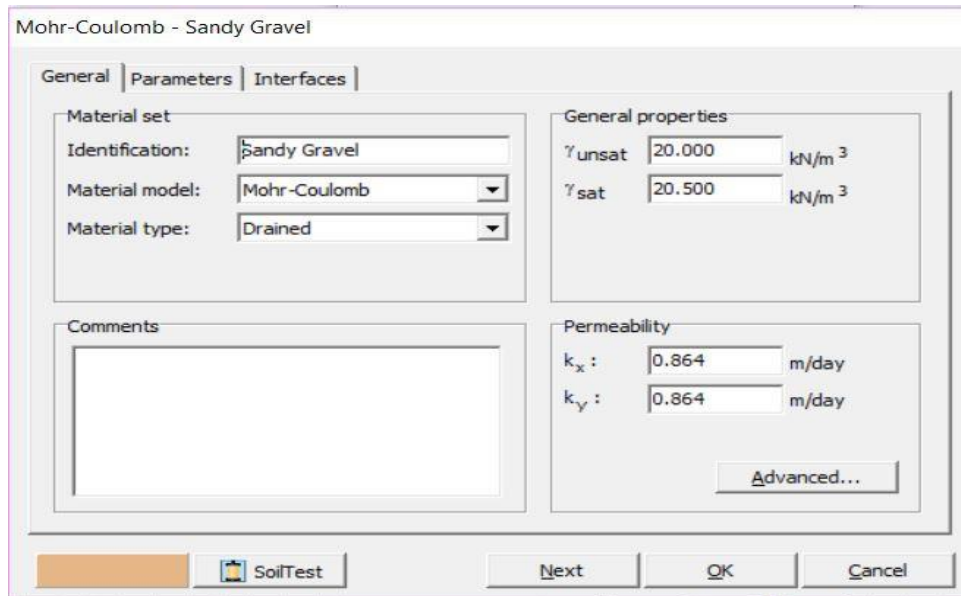 Mohr-Coulomb - Sandy Gravel
General Parameters Interfaces
Material set
Identification: Sandy Gravel
Material model: Mohr-Coulomb
Material type: Drained
General properties
γunsat 20.000 kN/m 3
γsat 20.500 kN/m 3
Comments
Permeability
kx : 0.864 m/day
ky : 0.864 m/day
Advanced...
SoilTest Next OK Cancel